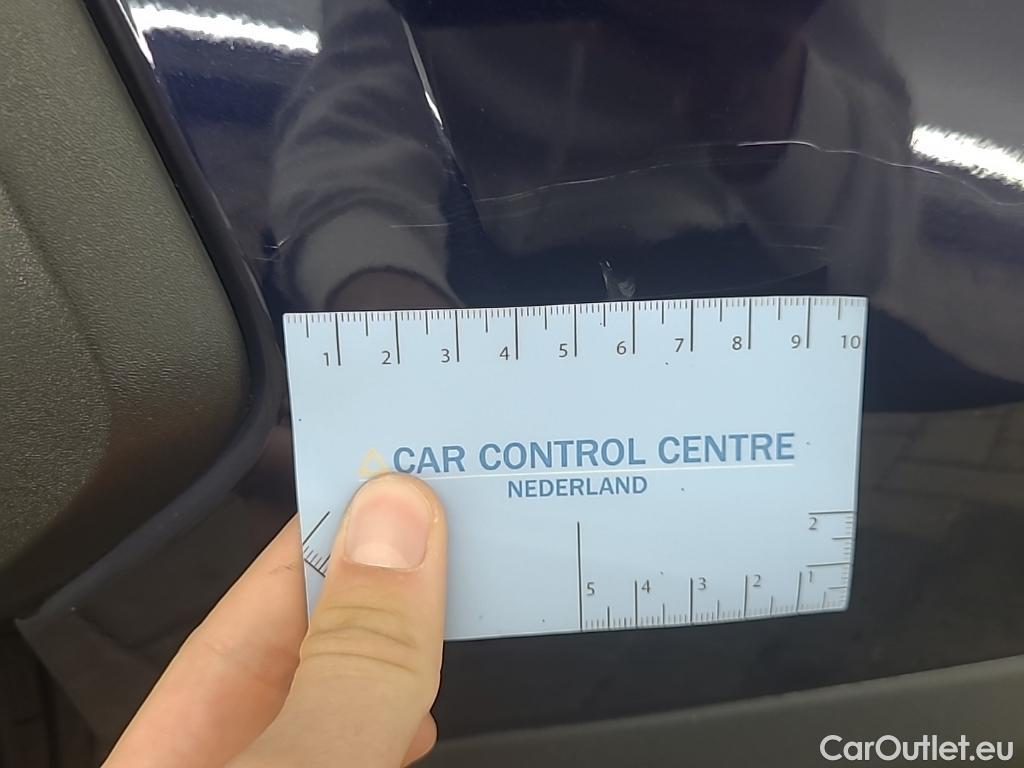 1 2 3 4 5 6 7 8 9 10
CAR CONTROL CENTRE
NEDERLAND
2
5 4 3 2 1
CarOutlet.eu